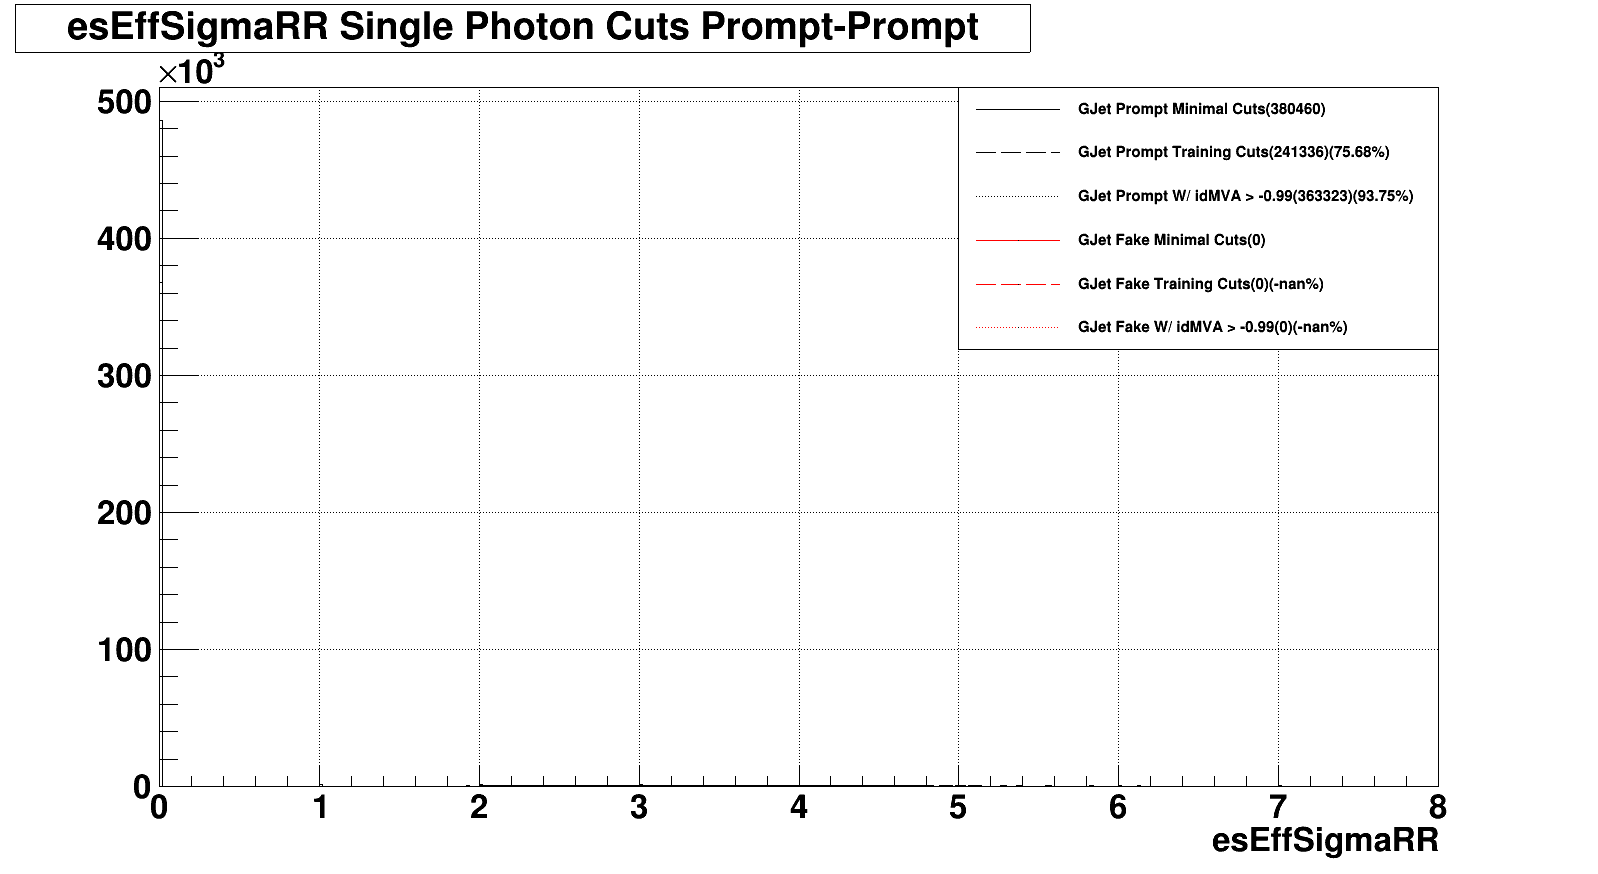 esEffSigmaRR Single Photon Cuts Prompt-Prompt
×10³
500
400
300
200
100
0
GJet Prompt Minimal Cuts(380460)
GJet Prompt Training Cuts(241336)(75.68%)
GJet Prompt W/ idMVA > -0.99(363323)(93.75%)
GJet Fake Minimal Cuts(0)
GJet Fake Training Cuts(0)(-nan%)
GJet Fake W/ idMVA > -0.99(0)(-nan%)
0 1 2 3 4 5 6 7 8
esEffSigmaRR